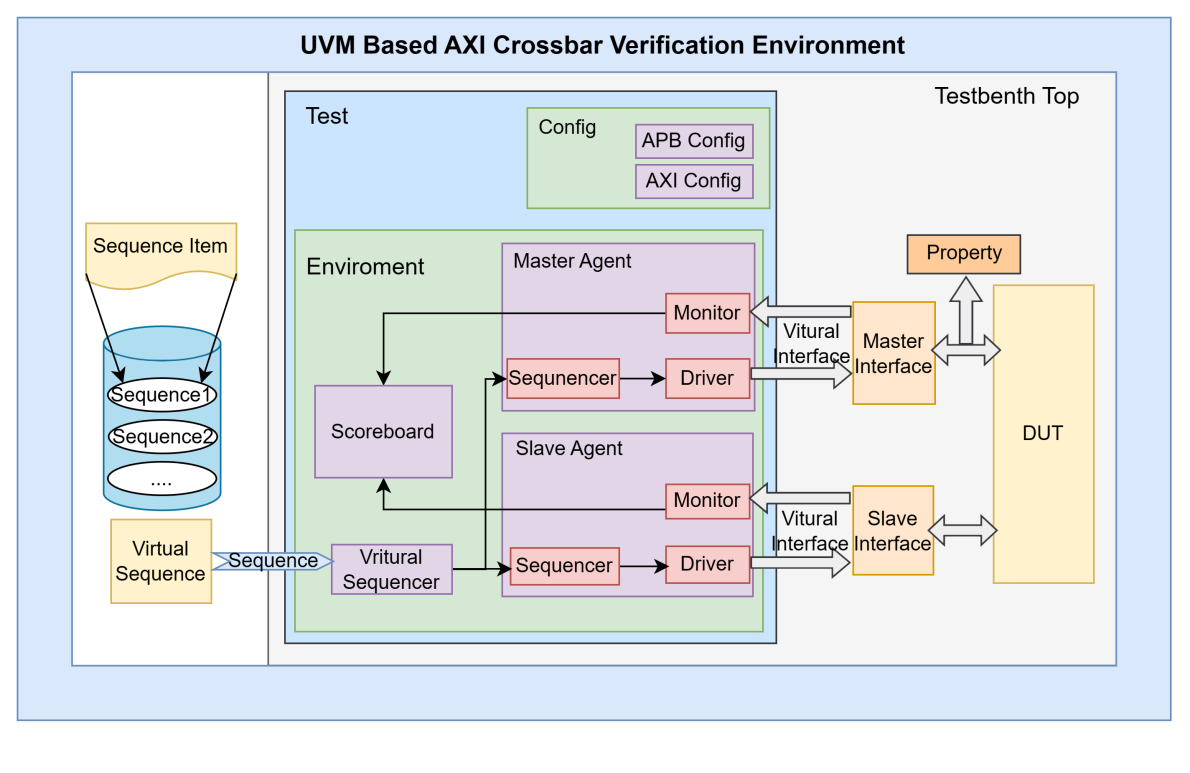 UVM Based AXI Crossbar Verification Environment
Testbenth Top
Test
Config
APB Config
AXI Config
Sequence Item
Sequence1
Sequence2
....
Virtual
Sequence
Sequence
Enviroment
Scoreboard
Vritural
Sequencer
Master Agent
Monitor
Sequnencer
Driver
Slave Agent
Monitor
Sequencer
Driver
Vitural
Interface
Vitural
Interface
Master
Interface
Slave
Interface
Property
DUT